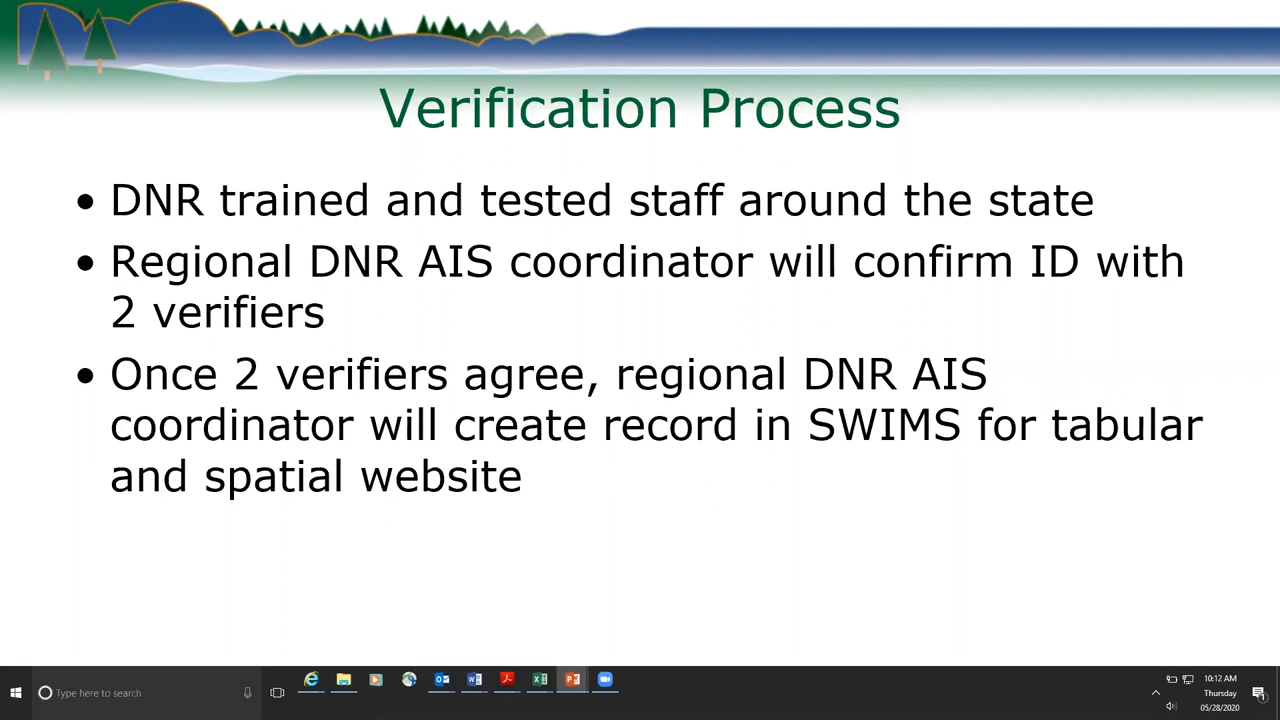 Verification Process
• DNR trained and tested staff around the state
• Regional DNR AIS coordinator will confirm ID with
2 verifiers
• Once 2 verifiers agree, regional DNR AIS
coordinator will create record in SWIMS for tabular
and spatial website
Type here to search
10:12 AM
Thursday
05/28/2020